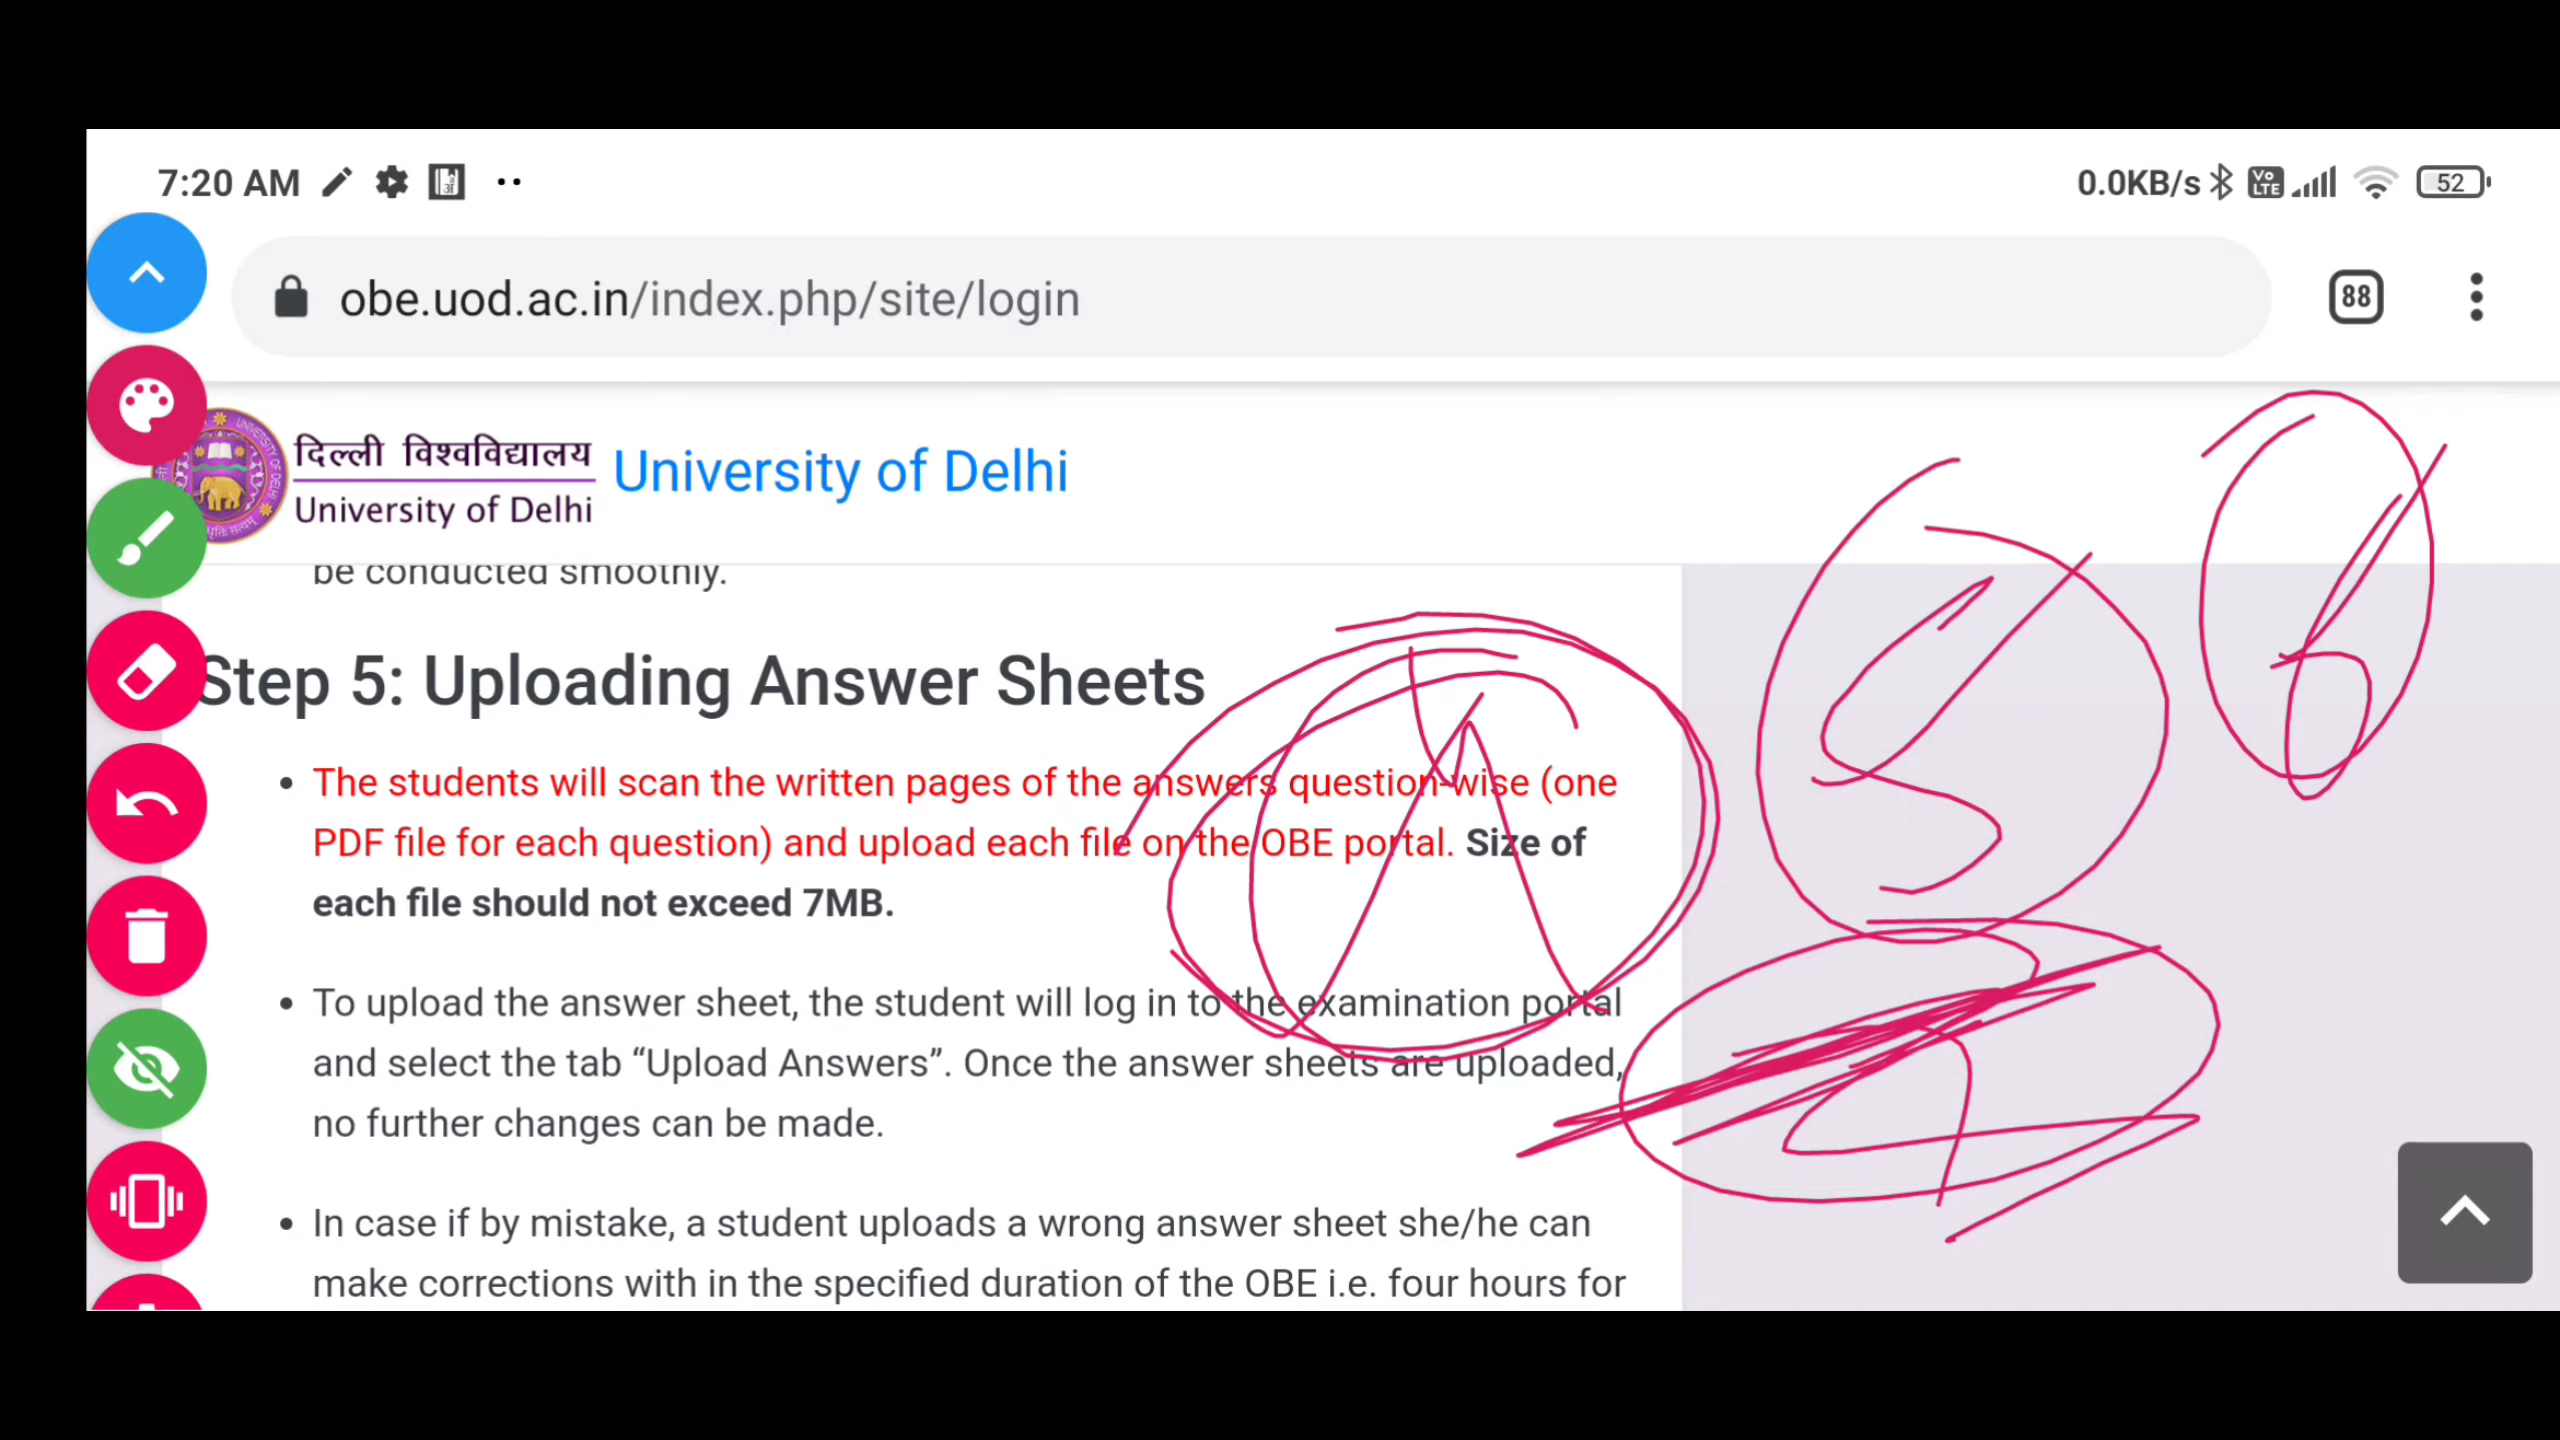 7:20 AM
0.0KB/s
Vo LTE
52
obe.uod.ac.in/index.php/site/login
88
दिल्ली विश्वविद्यालय
University of Delhi
University of Delhi
be conducted smoothly.
Step 5: Uploading Answer Sheets
• The students will scan the written pages of the answers question-wise (one
PDF file for each question) and upload each file on the OBE portal. Size of
each file should not exceed 7MB.
• To upload the answer sheet, the student will log in to the examination portal
and select the tab “Upload Answers”. Once the answer sheets are uploaded,
no further changes can be made.
• In case if by mistake, a student uploads a wrong answer sheet she/he can
make corrections with in the specified duration of the OBE i.e. four hours for
5
6